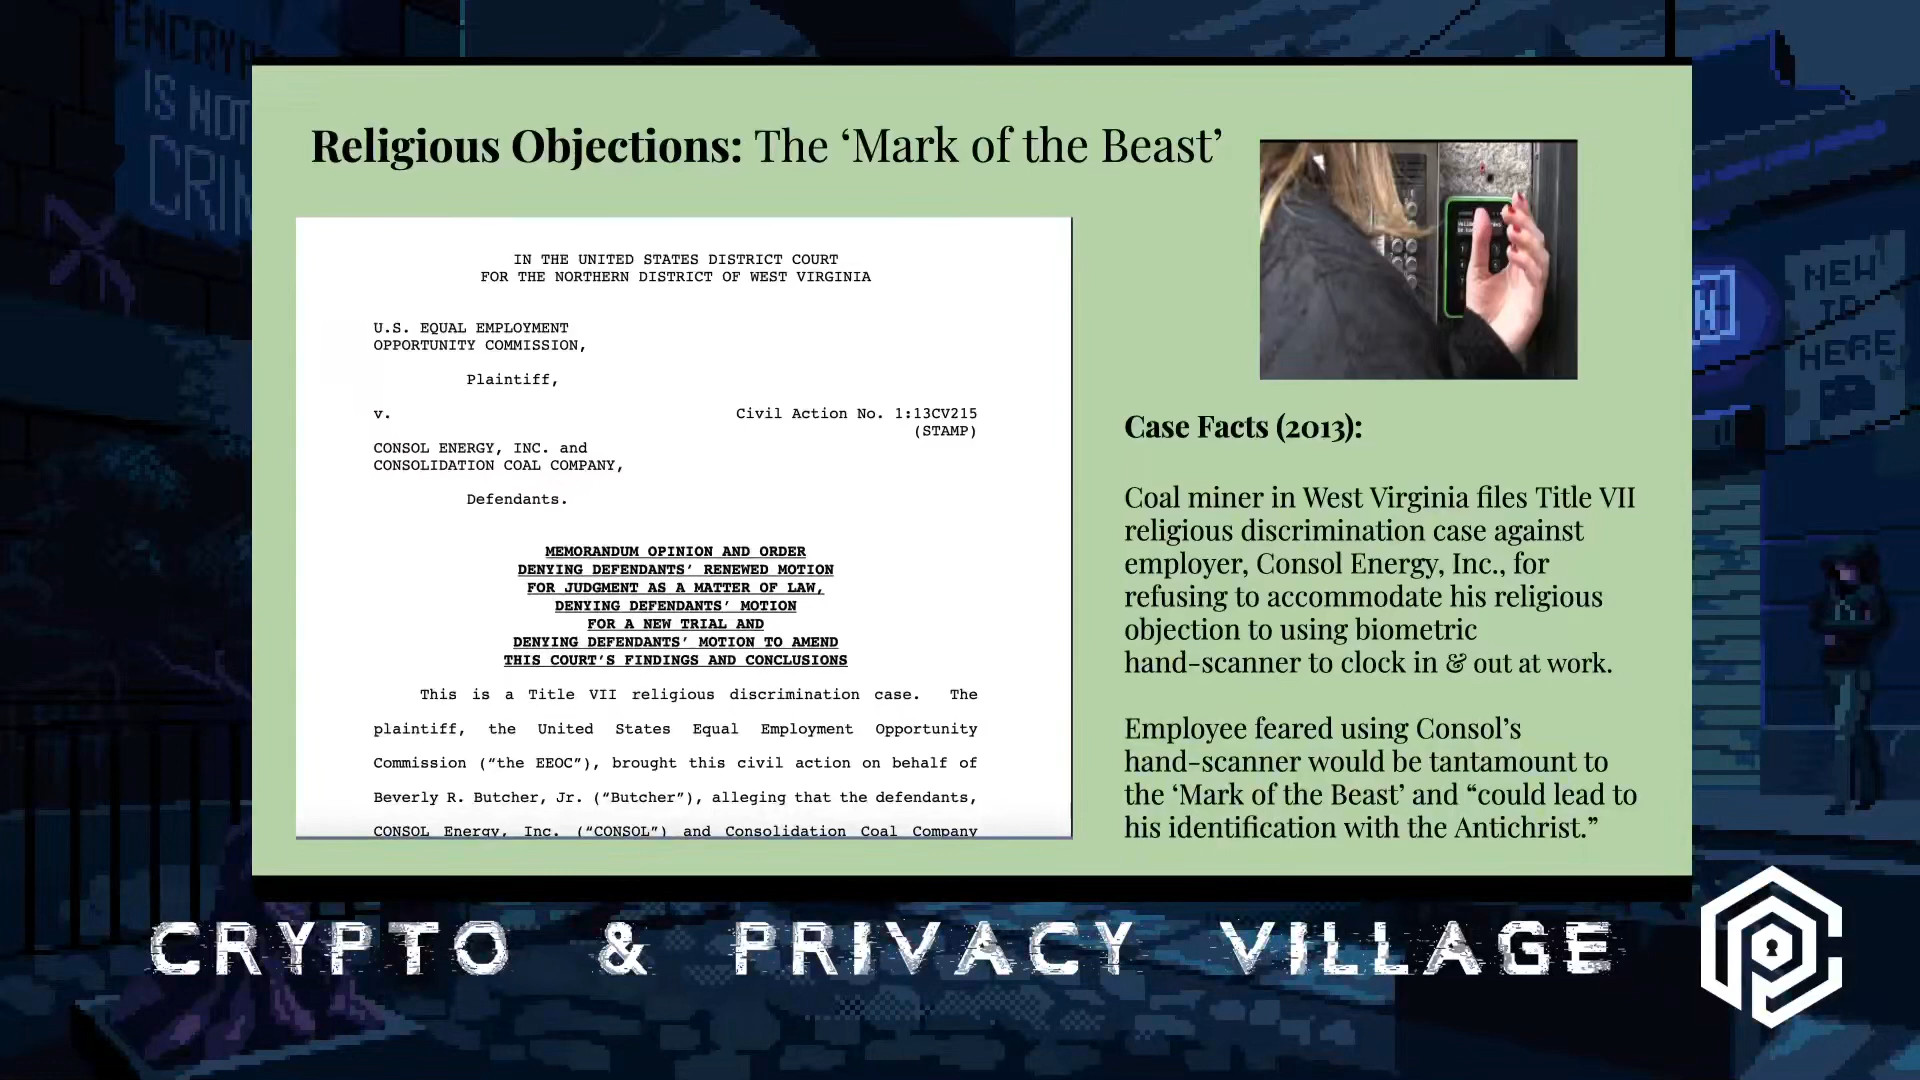 ENCRYP
IS NOT
CRIN
Religious Objections: The ‘Mark of the Beast’
IN THE UNITED STATES DISTRICT COURT
FOR THE NORTHERN DISTRICT OF WEST VIRGINIA
U.S. EQUAL EMPLOYMENT
OPPORTUNITY COMMISSION,
Plaintiff,
v. Civil Action No. 1:13CV215
(STAMP)
CONSOL ENERGY, INC. and
CONSOLIDATION COAL COMPANY,
Defendants.
MEMORANDUM OPINION AND ORDER
DENYING DEFENDANTS’ RENEWED MOTION
FOR JUDGMENT AS A MATTER OF LAW,
DENYING DEFENDANTS’ MOTION
FOR A NEW TRIAL AND
DENYING DEFENDANTS’ MOTION TO AMEND
THIS COURT’S FINDINGS AND CONCLUSIONS
This is a Title VII religious discrimination case. The
plaintiff, the United States Equal Employment Opportunity
Commission (“the EEOC”), brought this civil action on behalf of
Beverly R. Butcher, Jr. (“Butcher”), alleging that the defendants,
CONSOL Energy, Inc. (“CONSOL”) and Consolidation Coal Company
Case Facts (2013):
Coal miner in West Virginia files Title VII
religious discrimination case against
employer, Consol Energy, Inc., for
refusing to accommodate his religious
objection to using biometric
hand-scanner to clock in & out at work.
Employee feared using Consol’s
hand-scanner would be tantamount to
the ‘Mark of the Beast’ and “could lead to
his identification with the Antichrist.”
NEW
TO
HERE
CRYPTO & PRIVACY VILLAGE